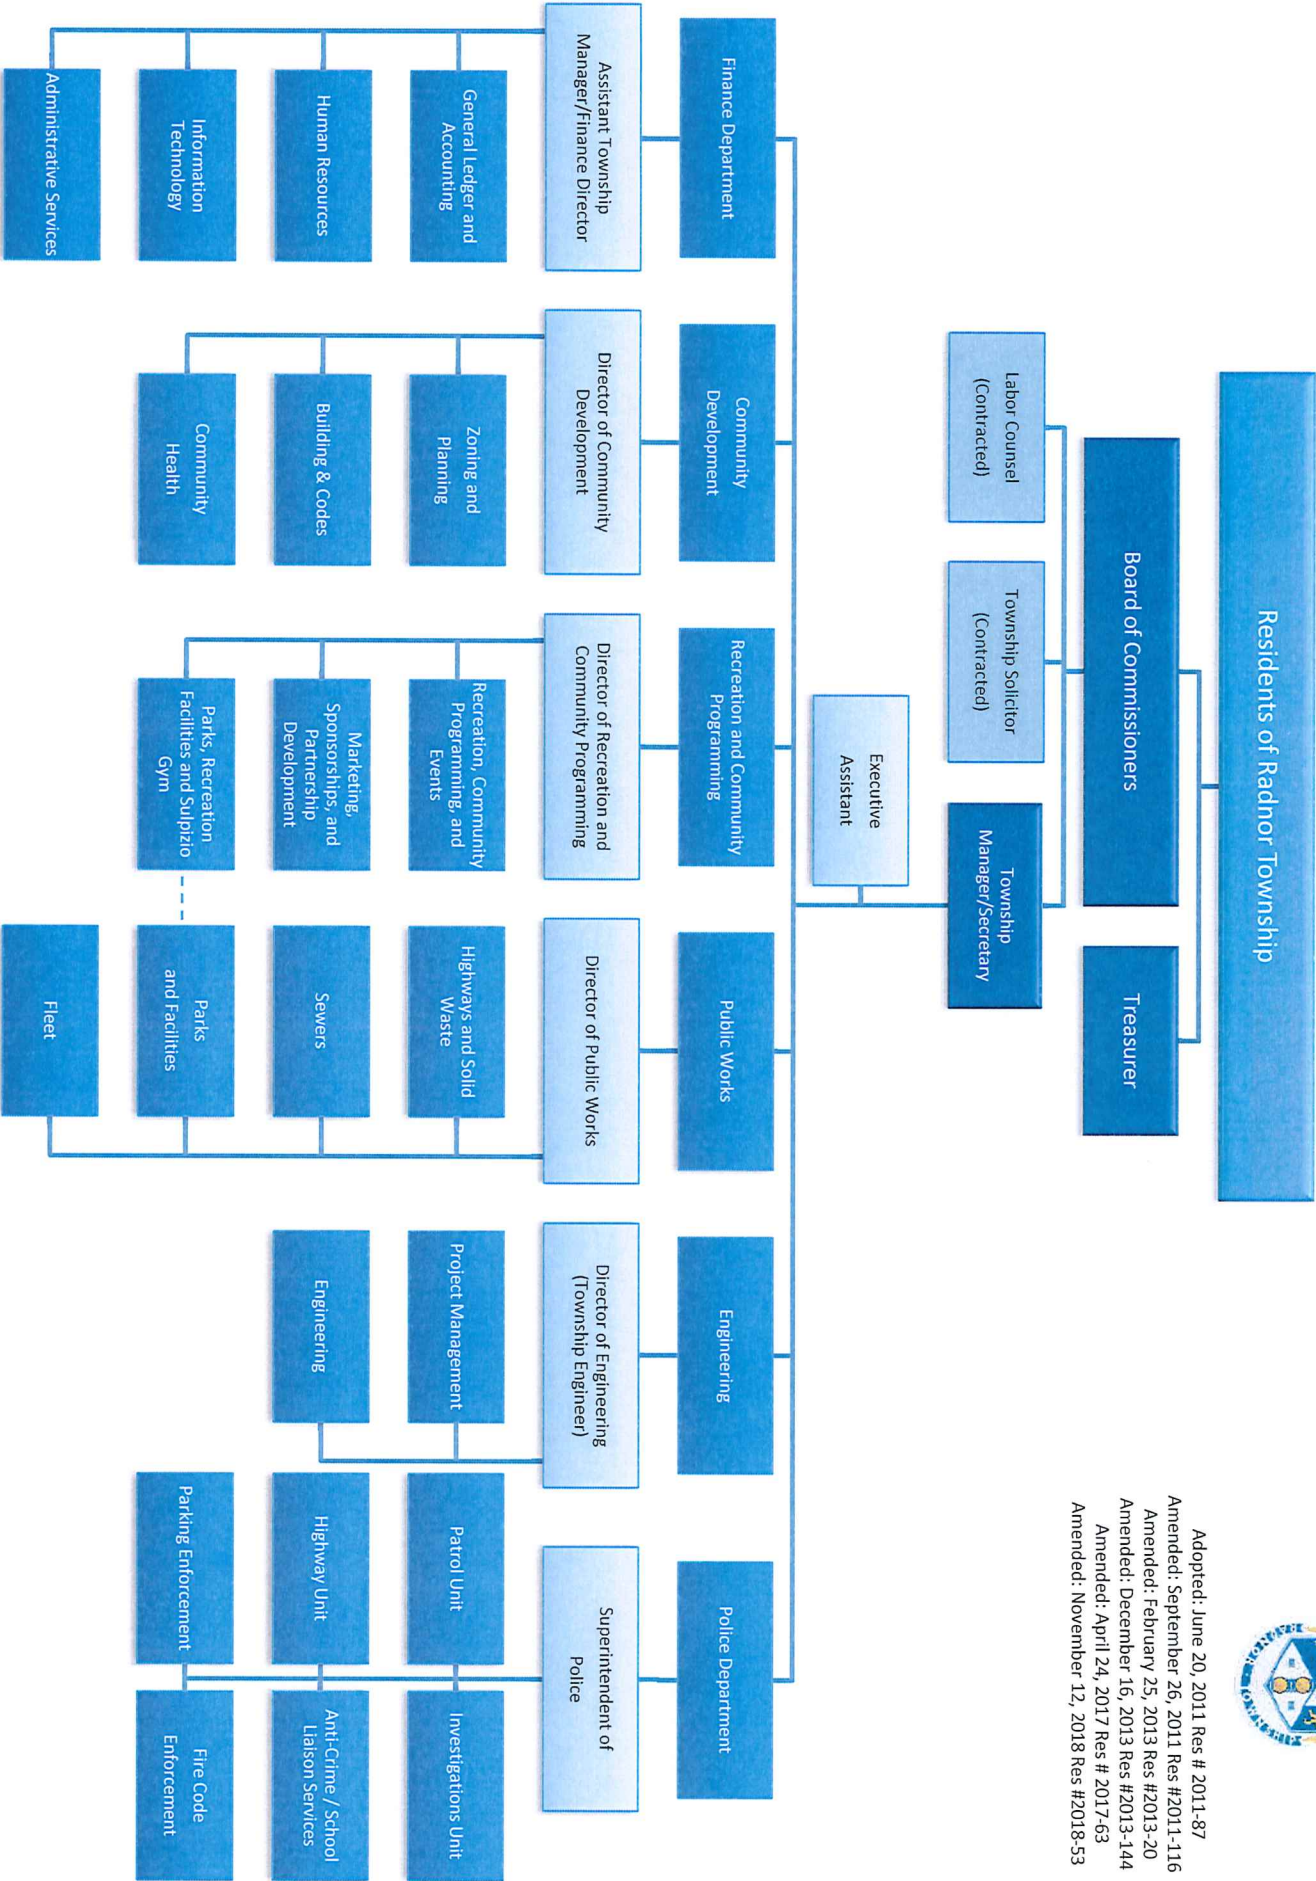 Residents of Radnor Township
Board of Commissioners
Treasurer
Labor Counsel
(Contracted)
Township Solicitor
(Contracted)
Township
Manager/Secretary
Executive
Assistant
Finance Department
Community
Development
Recreation and Community
Programming
Public Works
Engineering
Police Department
Assistant Township
Manager/Finance Director
Director of Community
Development
Director of Recreation and
Community Programming
Director of Public Works
Director of Engineering
(Township Engineer)
Superintendent of
Police
General Ledger and
Accounting
Human Resources
Information
Technology
Administrative Services
Zoning and
Planning
Building & Codes
Community
Health
Recreation, Community
Programming, and
Events
Marketing,
Sponsorships, and
Partnership
Development
Parks, Recreation
Facilities and Sulpizio
Gym
Highways and Solid
Waste
Sewers
Parks
and Facilities
Fleet
Project Management
Engineering
Patrol Unit
Investigations Unit
Highway Unit
Anti-Crime / School
Liaison Services
Parking Enforcement
Fire Code
Enforcement
RADNOR TOWNSHIP
Adopted: June 20, 2011 Res # 2011-87
Amended: September 26, 2011 Res #2011-116
Amended: February 25, 2013 Res #2013-20
Amended: December 16, 2013 Res #2013-144
Amended: April 24, 2017 Res # 2017-63
Amended: November 12, 2018 Res #2018-53